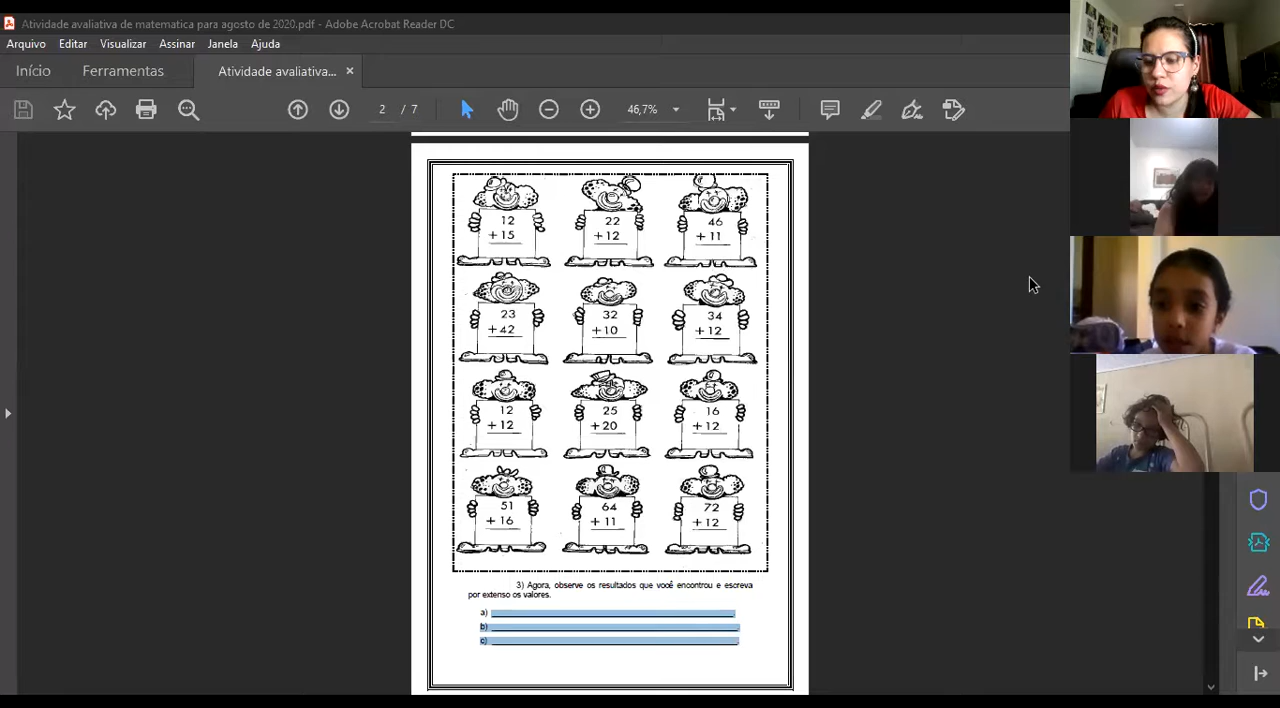 Atividade avaliativa de matematica para agosto de 2020.pdf - Adobe Acrobat Reader DC
Arquivo Editar Visualizar Assinar Janela Ajuda
Início Ferramentas Atividade avaliativa... ×
2 / 7 46,7%
12 22 46
+15 +12 +11
23 32 34
+42 +10 +12
12 25 16
+12 +20 +12
51 64 72
+16 +11 +12
3) Agora, observe os resultados que você encontrou e escreva
por extenso os valores.
a)
b)
c)